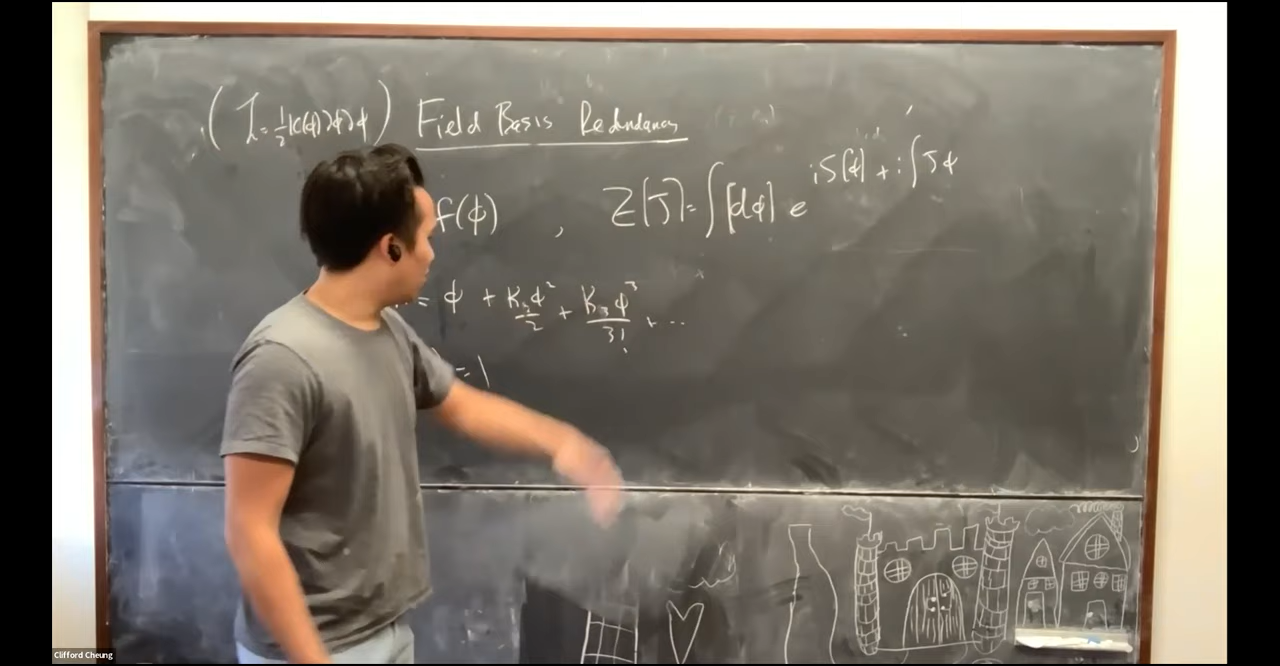 ( L = ½ K(φ) ∂φ ∂φ ) Field Basis Redundancy
f(φ) , Z[J] = ∫ [dφ] e^{iS[φ] + i∫Jφ}
= φ + K₂φ²/2 + K₃φ³/3! + ...
= 1
Clifford Cheung